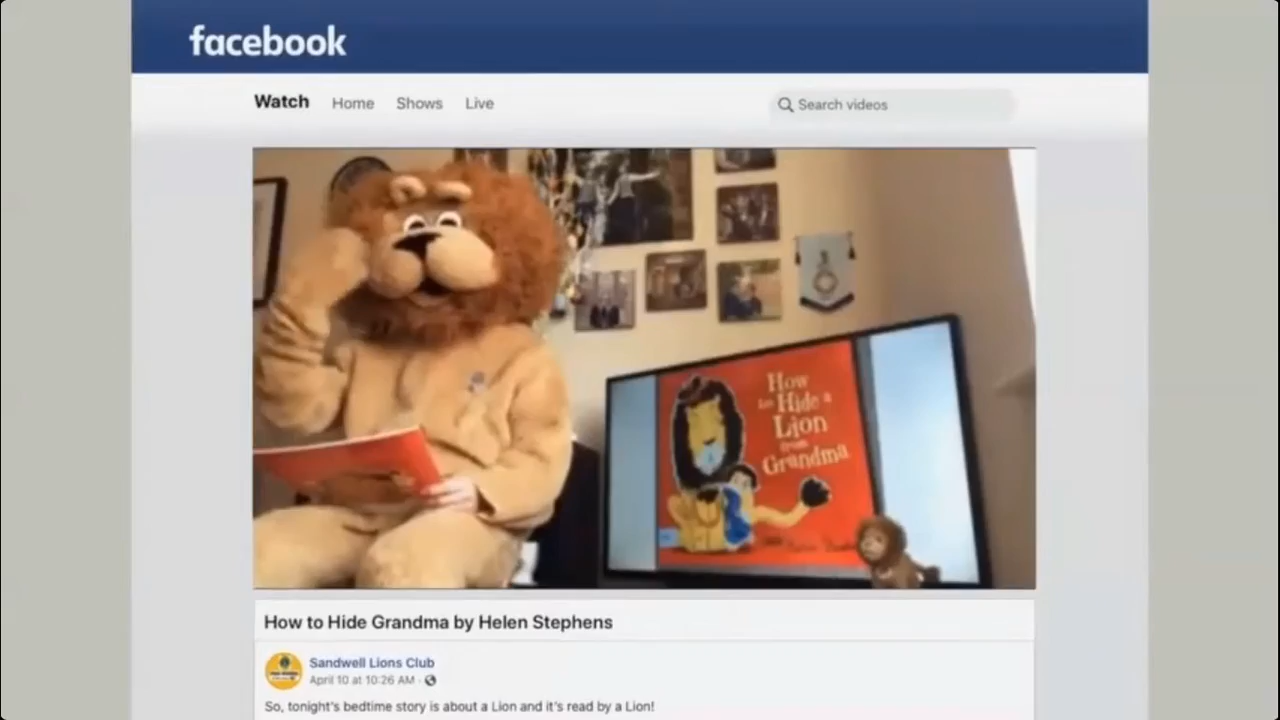 facebook
Watch Home Shows Live Search videos
How
to Hide a
Lion
from
Grandma
How to Hide Grandma by Helen Stephens
Sandwell Lions Club
April 10 at 10:26 AM ·
So, tonight's bedtime story is about a Lion and it's read by a Lion!